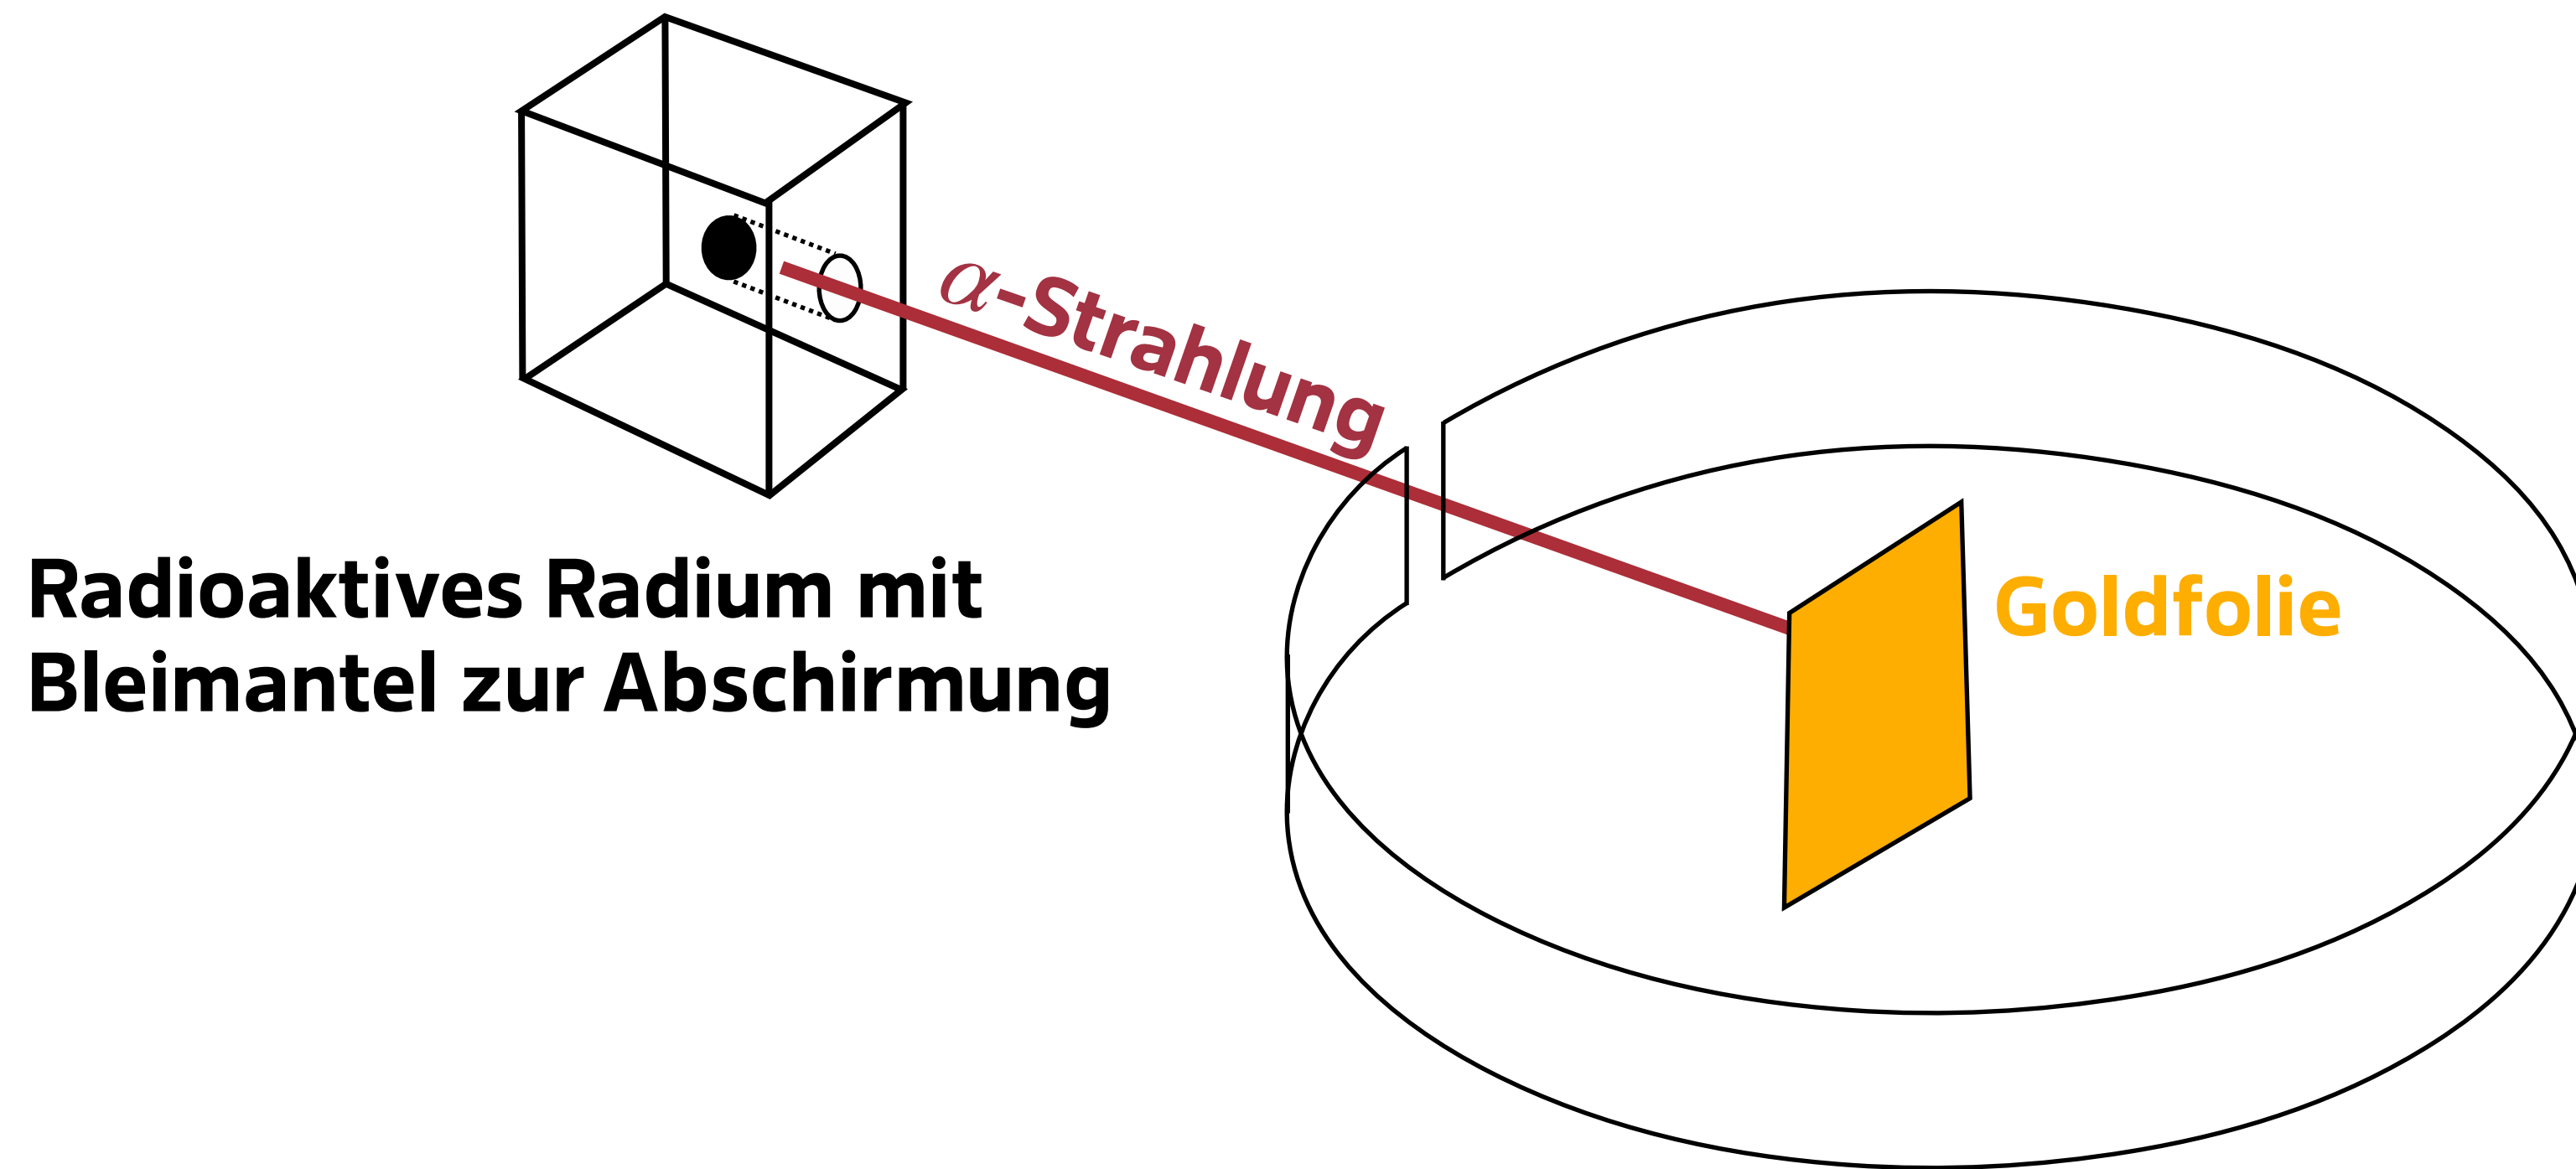 α-Strahlung
Radioaktives Radium mit
Bleimantel zur Abschirmung
Goldfolie